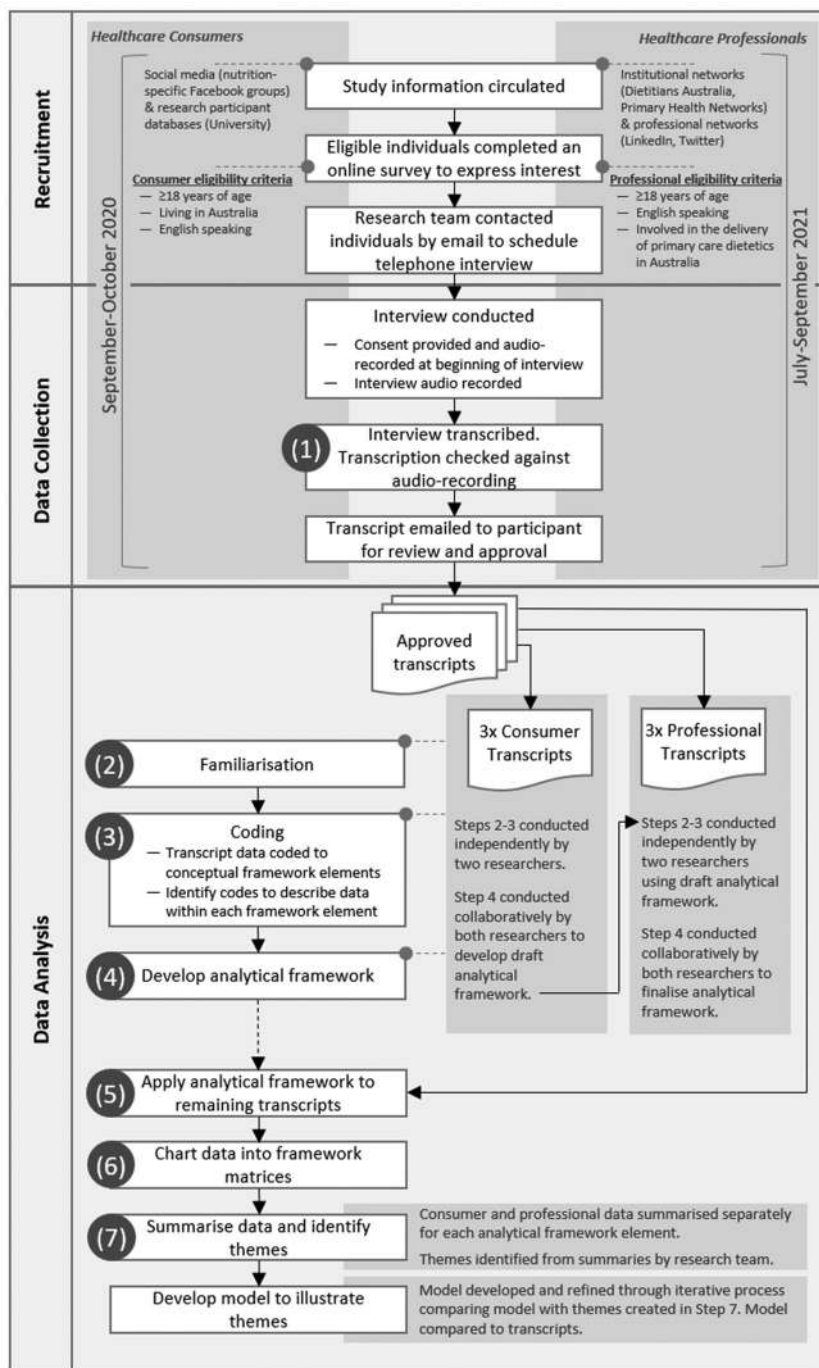 Healthcare Consumers
Healthcare Professionals
Recruitment
September-October 2020
July-September 2021
Social media (nutrition-
specific Facebook groups)
& research participant
databases (University)
Study information circulated
Institutional networks
(Dietitians Australia,
Primary Health Networks)
& professional networks
(LinkedIn, Twitter)
Eligible individuals completed an
online survey to express interest
Consumer eligibility criteria
— ≥18 years of age
— Living in Australia
— English speaking
Professional eligibility criteria
— ≥18 years of age
— English speaking
— Involved in the delivery
of primary care dietetics
in Australia
Research team contacted
individuals by email to schedule
telephone interview
Data Collection
Interview conducted
— Consent provided and audio-
recorded at beginning of interview
— Interview audio recorded
(1)
Interview transcribed.
Transcription checked against
audio-recording
Transcript emailed to participant
for review and approval
Data Analysis
Approved
transcripts
3x Consumer
Transcripts
3x Professional
Transcripts
(2)
Familiarisation
(3)
Coding
— Transcript data coded to
conceptual framework elements
— Identify codes to describe data
within each framework element
(4)
Develop analytical framework
Steps 2-3 conducted
independently by
two researchers.
Step 4 conducted
collaboratively by
both researchers to
develop draft
analytical
framework.
Steps 2-3 conducted
independently by
two researchers
using draft analytical
framework.
Step 4 conducted
collaboratively by
both researchers to
finalise analytical
framework.
(5)
Apply analytical framework to
remaining transcripts
(6)
Chart data into framework
matrices
(7)
Summarise data and identify
themes
Consumer and professional data summarised separately
for each analytical framework element.
Themes identified from summaries by research team.
Develop model to illustrate
themes
Model developed and refined through iterative process
comparing model with themes created in Step 7. Model
compared to transcripts.